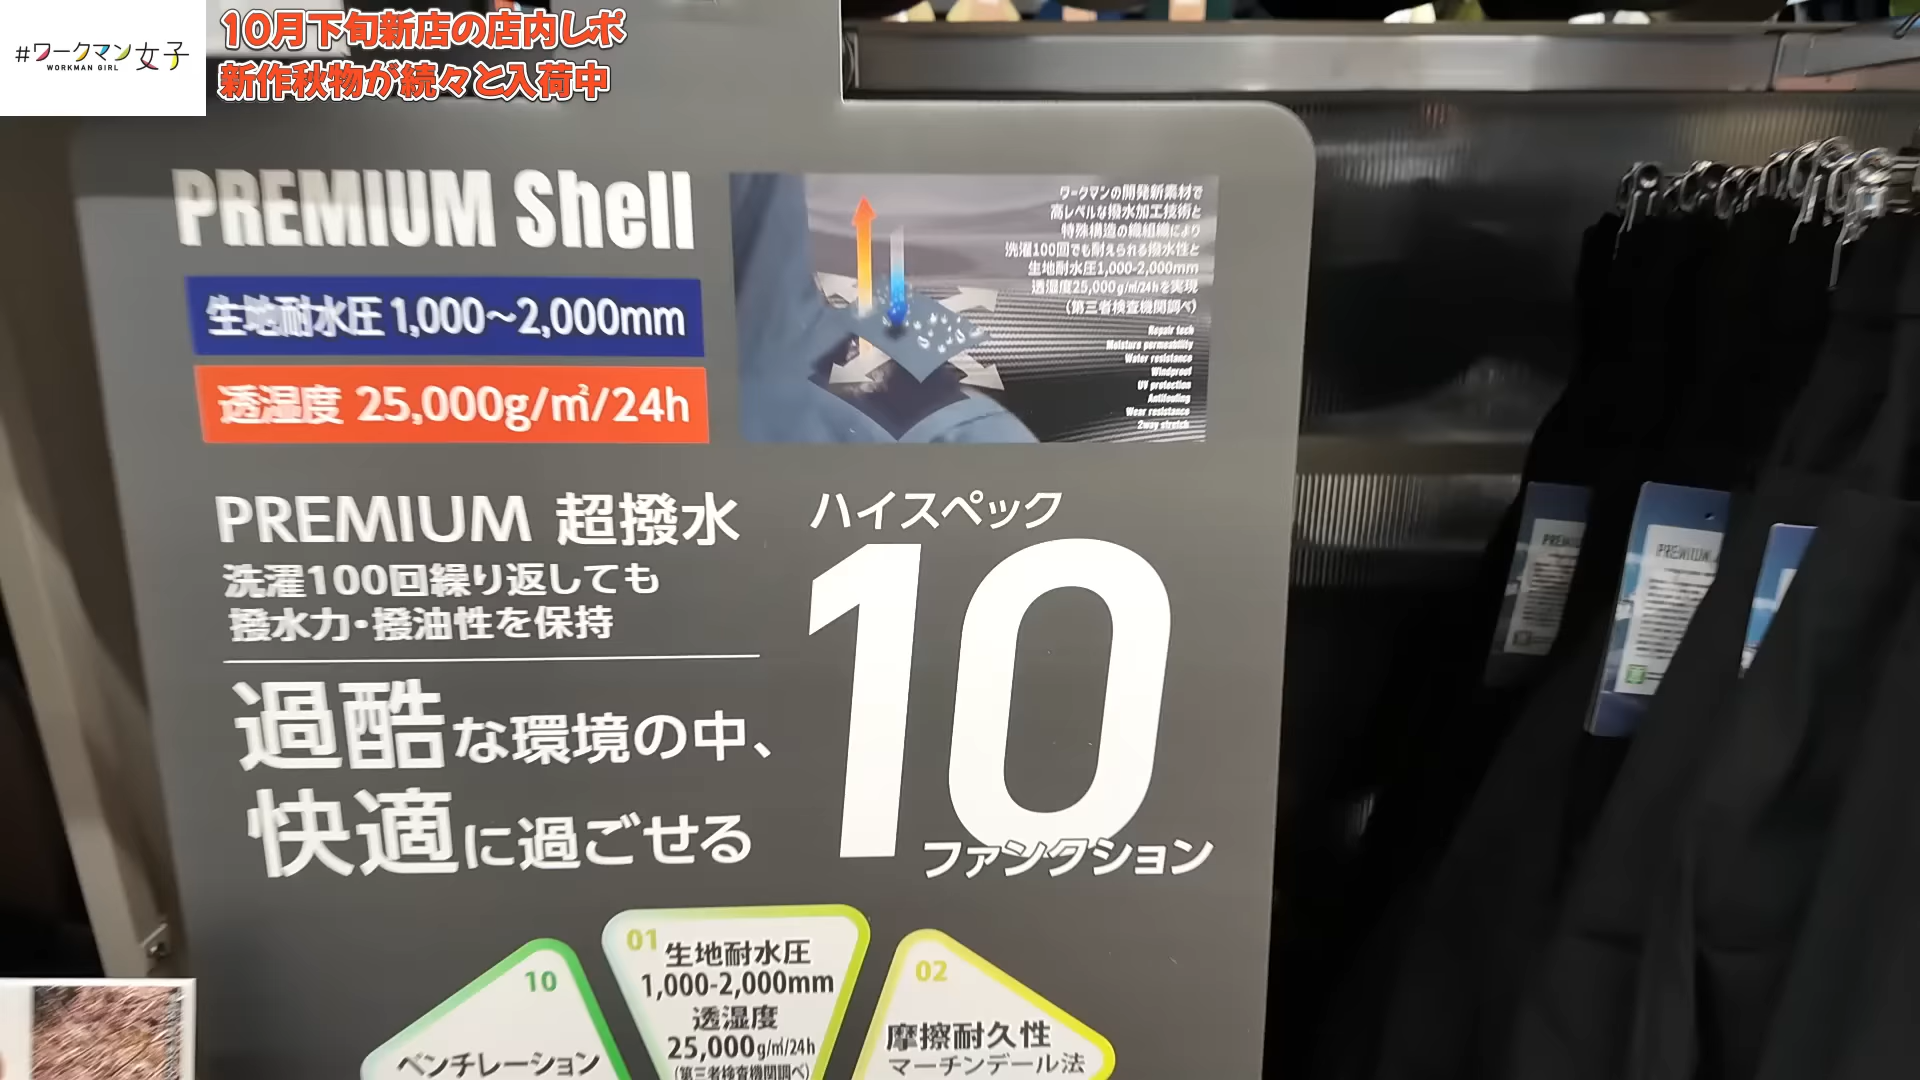 #ワークマン女子
WORKMAN GIRL
10月下旬新店の店内レポ
新作秋物が続々と入荷中
PREMIUM Shell
生地耐水圧 1,000～2,000mm
透湿度 25,000g/㎡/24h
ワークマンの開発新素材で
高レベルな撥水加工技術と
特殊構造の織組織により
洗濯100回でも耐えられる撥水性と
生地耐水圧1,000-2,000mm
透湿度25,000g/㎡/24hを実現
（第三者検査機関調べ）
Repair tech
Moisture permeability
Water resistance
Windproof
UV protection
Antifouling
Wear resistance
2way stretch
PREMIUM 超撥水
洗濯100回繰り返しても
撥水力・撥油性を保持
過酷な環境の中、
快適に過ごせる
ハイスペック
10
ファンクション
10
ベンチレーション
01
生地耐水圧
1,000-2,000mm
透湿度
25,000g/㎡/24h
（第三者検査機関調べ）
02
摩擦耐久性
マーチンデール法
PREMIUM